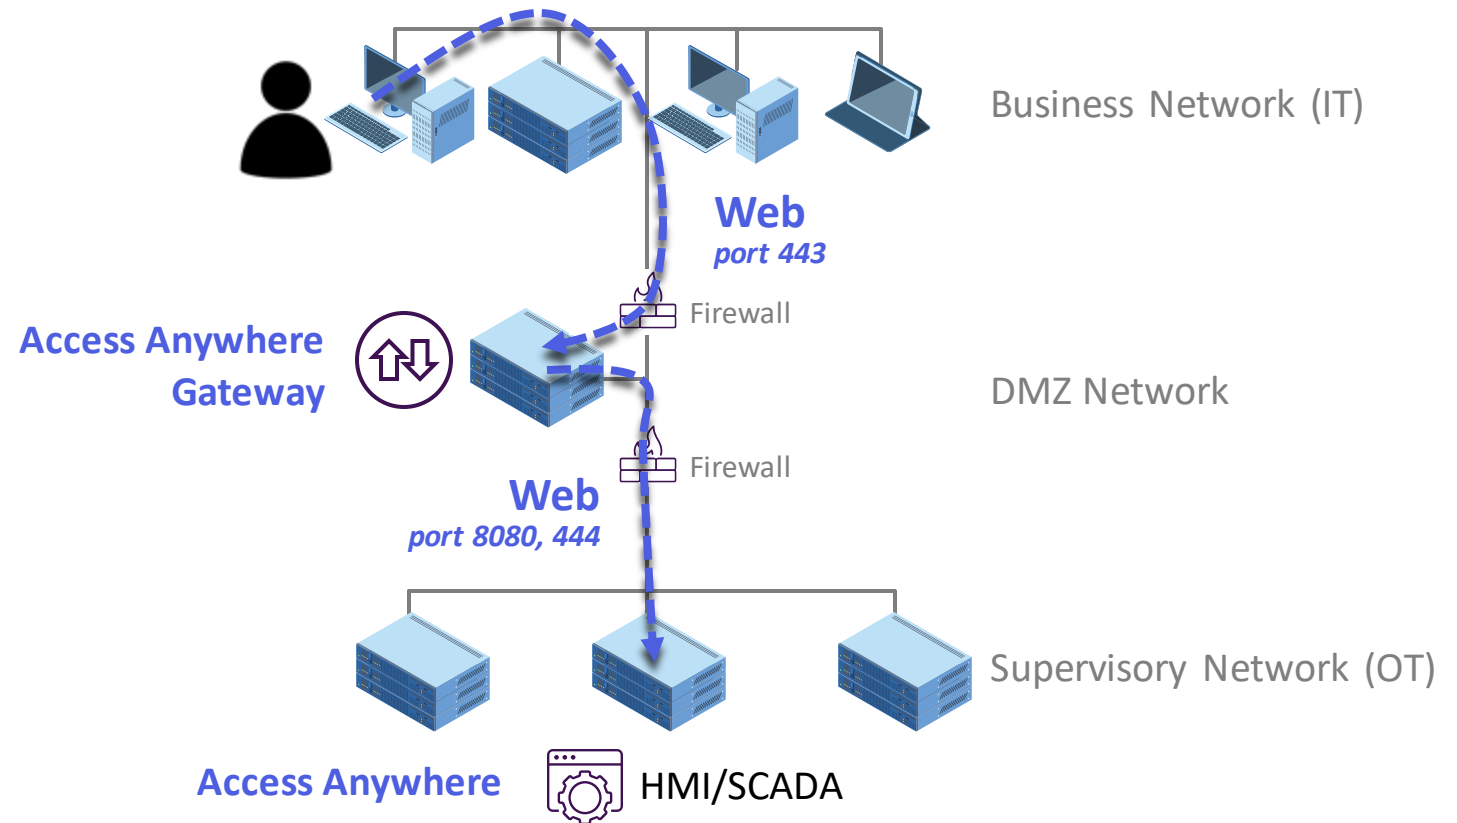 Business Network (IT)
Web
port 443
Firewall
Access Anywhere
Gateway
DMZ Network
Firewall
Web
port 8080, 444
Supervisory Network (OT)
Access Anywhere
HMI/SCADA